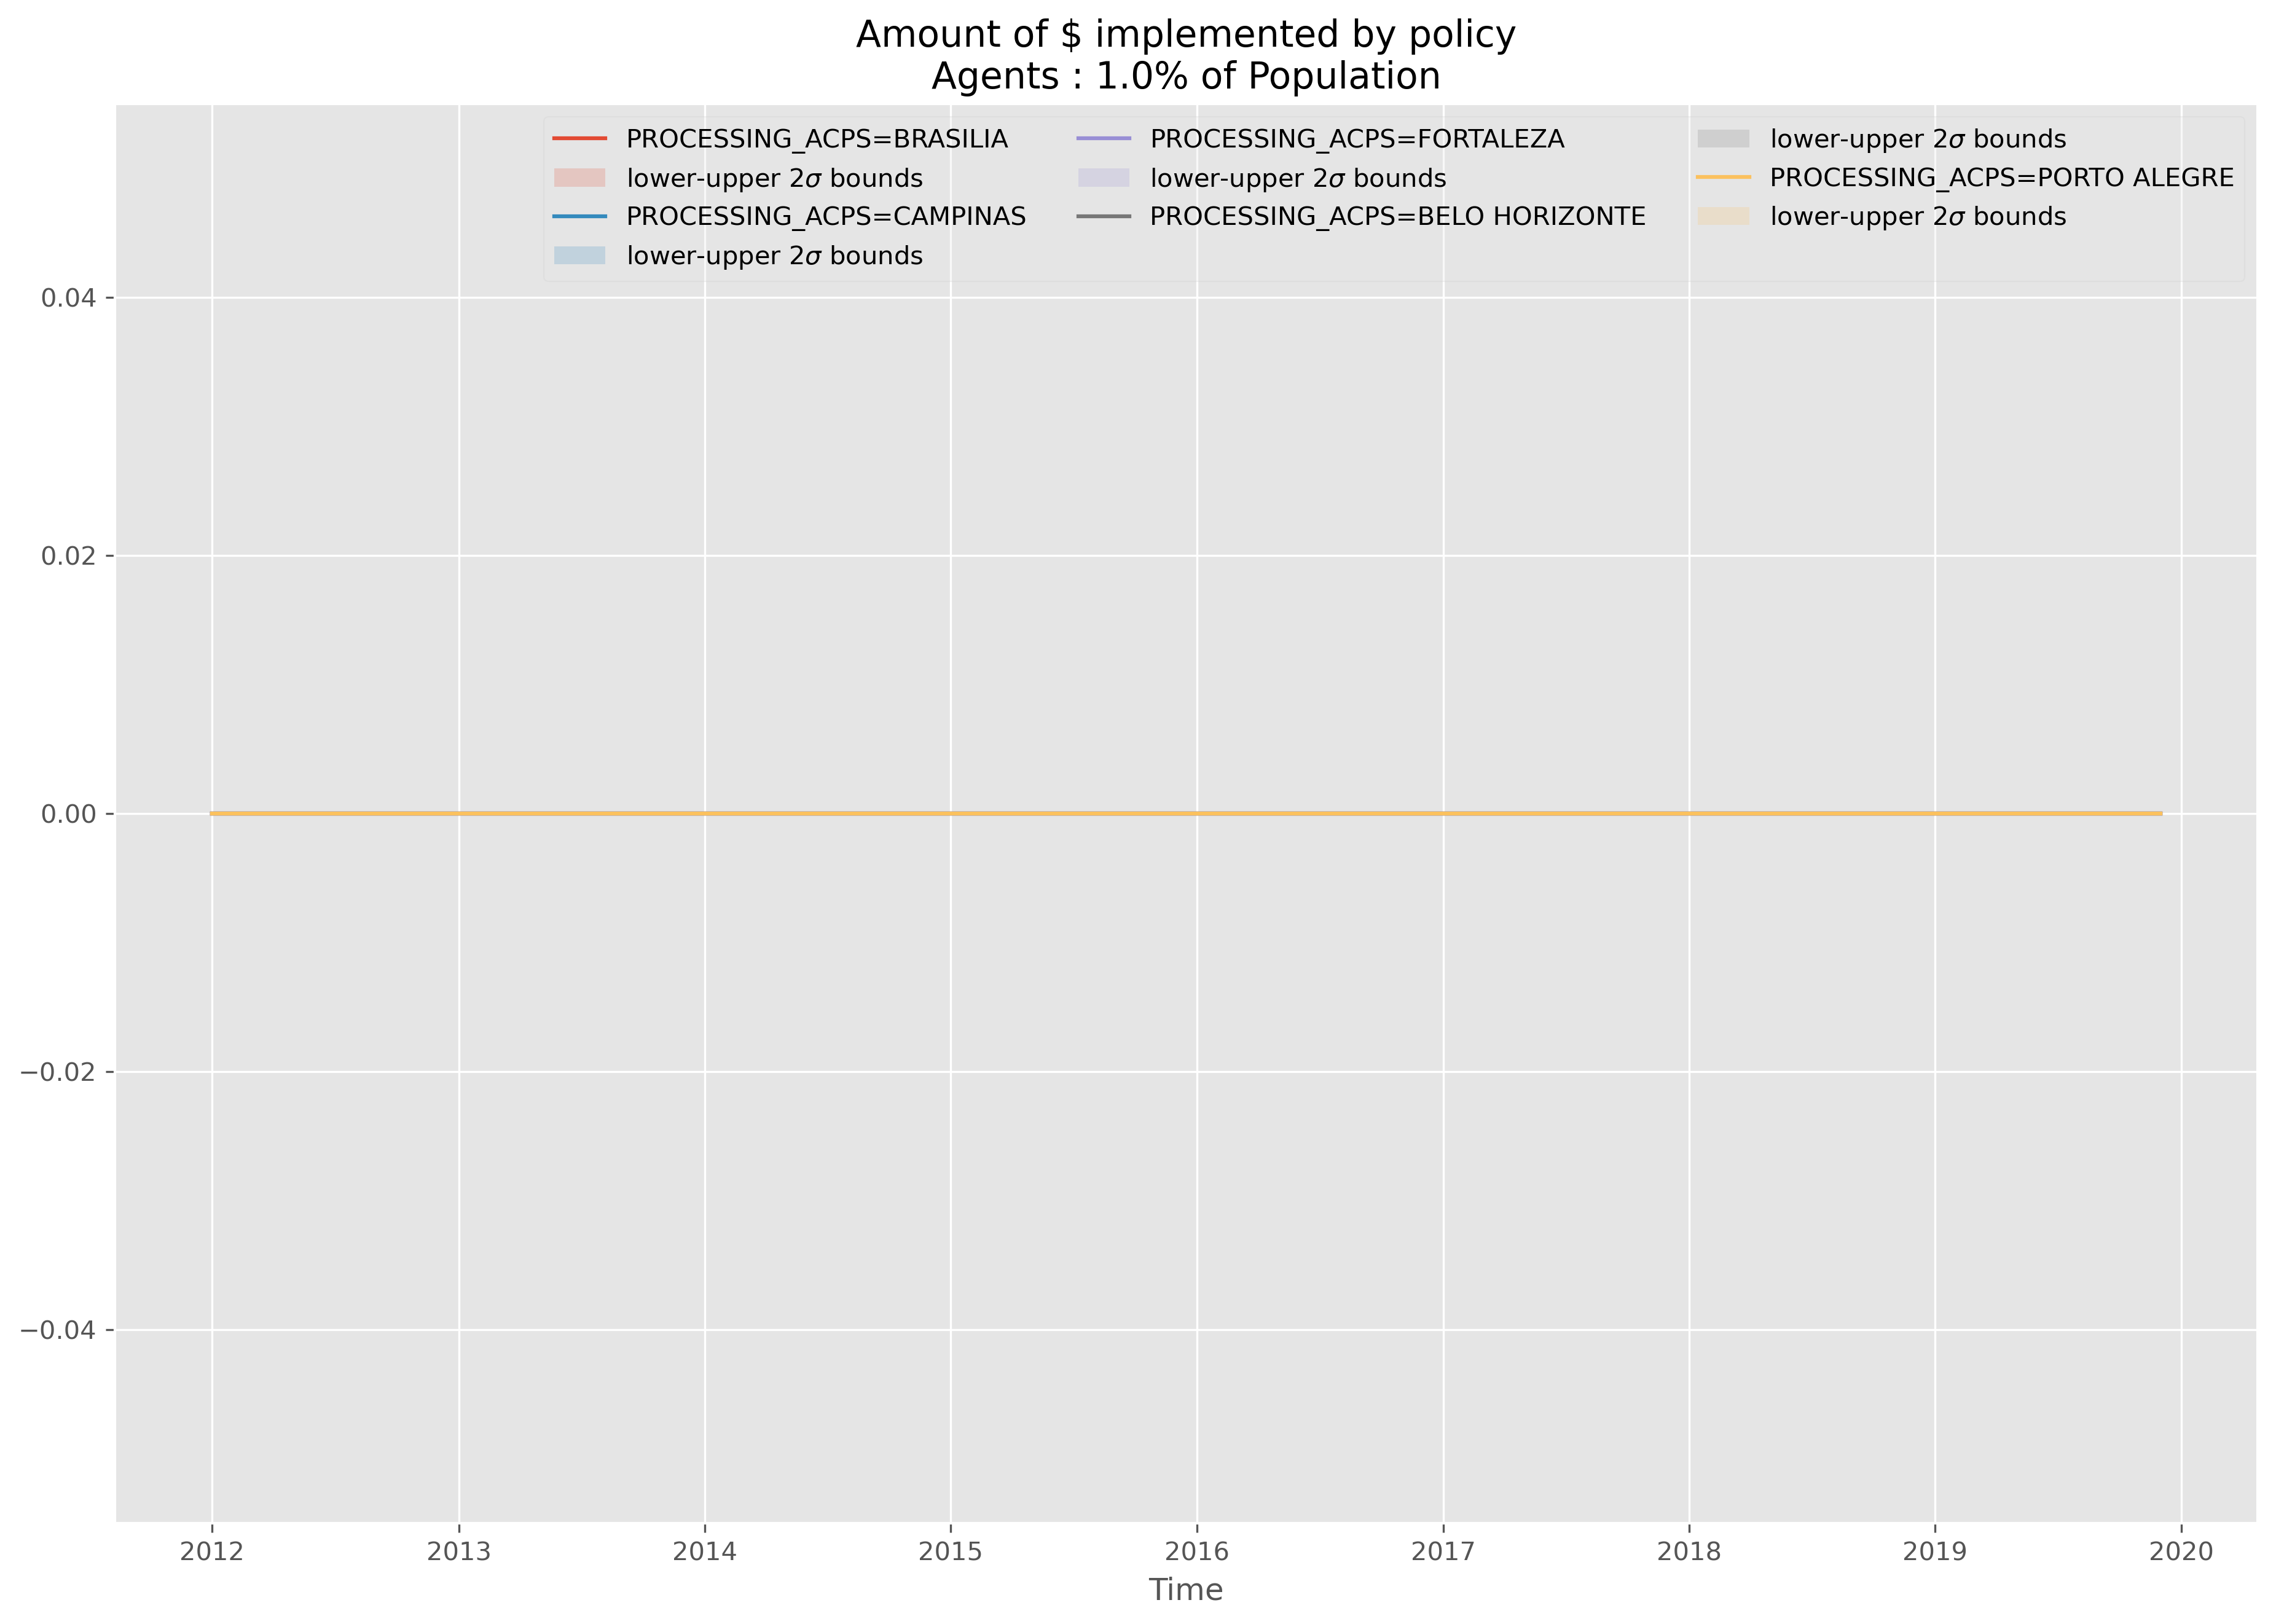 Amount of $ implemented by policy
Agents : 1.0% of Population
PROCESSING_ACPS=BRASILIA
lower-upper 2σ bounds
PROCESSING_ACPS=CAMPINAS
lower-upper 2σ bounds
PROCESSING_ACPS=FORTALEZA
lower-upper 2σ bounds
PROCESSING_ACPS=BELO HORIZONTE
lower-upper 2σ bounds
PROCESSING_ACPS=PORTO ALEGRE
lower-upper 2σ bounds
0.04
0.02
0.00
−0.02
−0.04
2012 2013 2014 2015 2016 2017 2018 2019 2020
Time